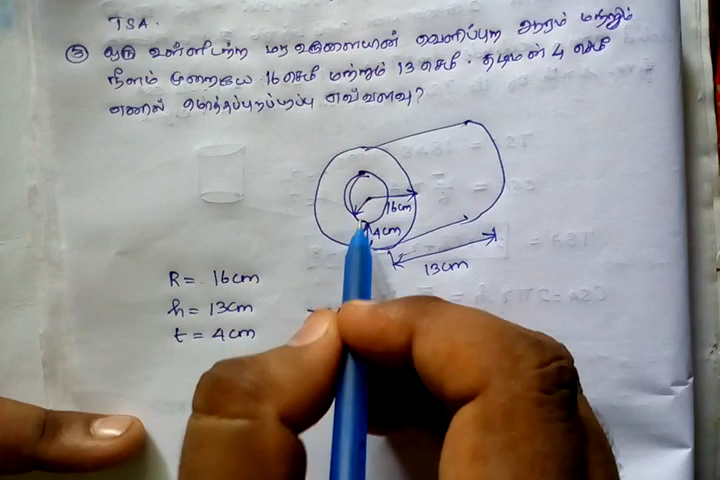 TSA.
③ ஒரு உள்ளீடற்ற மர உருளையின் வெளிப்புற ஆரம் மற்றும்
நீளம் முறையே 16 செமீ மற்றும் 13 செமீ. தடிமன் 4 செமீ
எனில் மொத்தப்புறப்பரப்பு எவ்வளவு?
16cm
4cm
13cm
R = 16cm
h = 13cm
t = 4cm